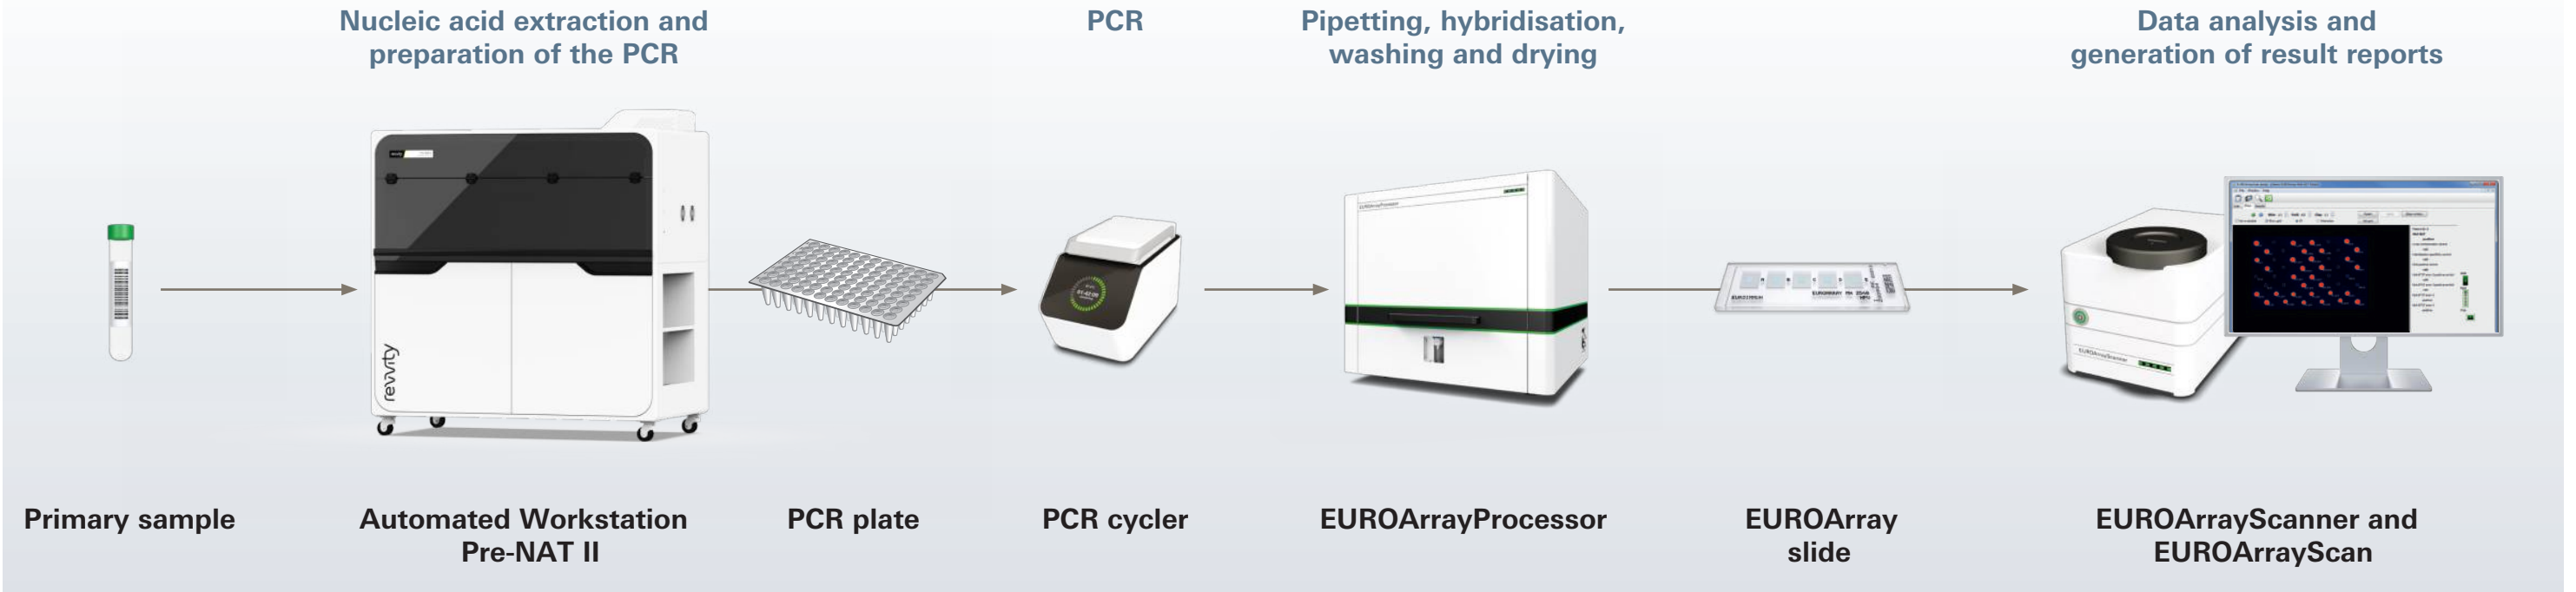 Nucleic acid extraction and
preparation of the PCR
PCR
Pipetting, hybridisation,
washing and drying
Data analysis and
generation of result reports
revvity
EUROArrayProcessor
EUROArrayScanner
Primary sample
Automated Workstation
Pre-NAT II
PCR plate
PCR cycler
EUROArrayProcessor
EUROArray
slide
EUROArrayScanner and
EUROArrayScan